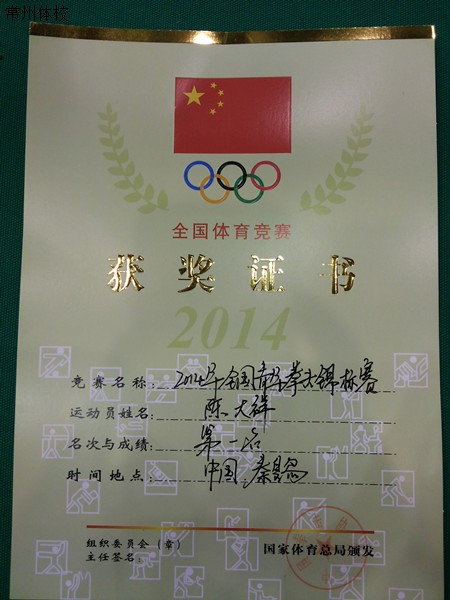 常州体校
全国体育竞赛
获奖证书
2014
竞赛名称：2014年全国青年拳击锦标赛
运动员姓名：陈大祥
名次与成绩：第一名
时间地点：中国 秦皇岛
组织委员会（章）
主任签名
国家体育总局颁发